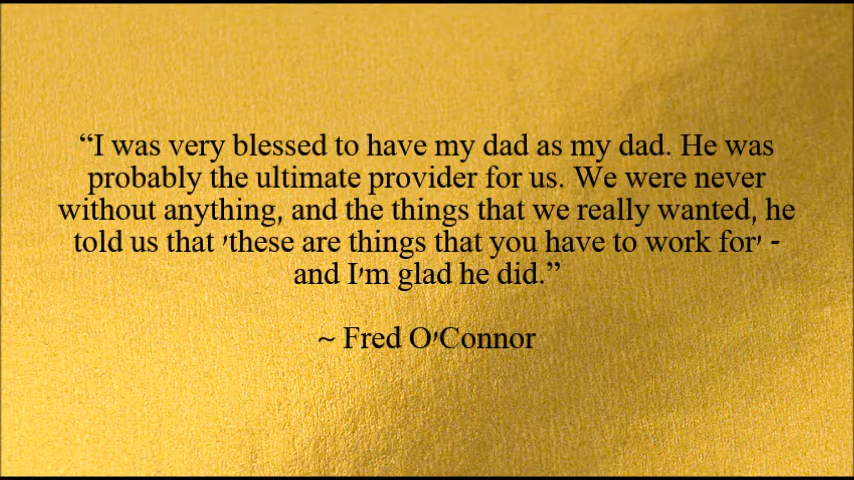 “I was very blessed to have my dad as my dad. He was
probably the ultimate provider for us. We were never
without anything, and the things that we really wanted, he
told us that 'these are things that you have to work for' -
and I'm glad he did.”
~ Fred O'Connor